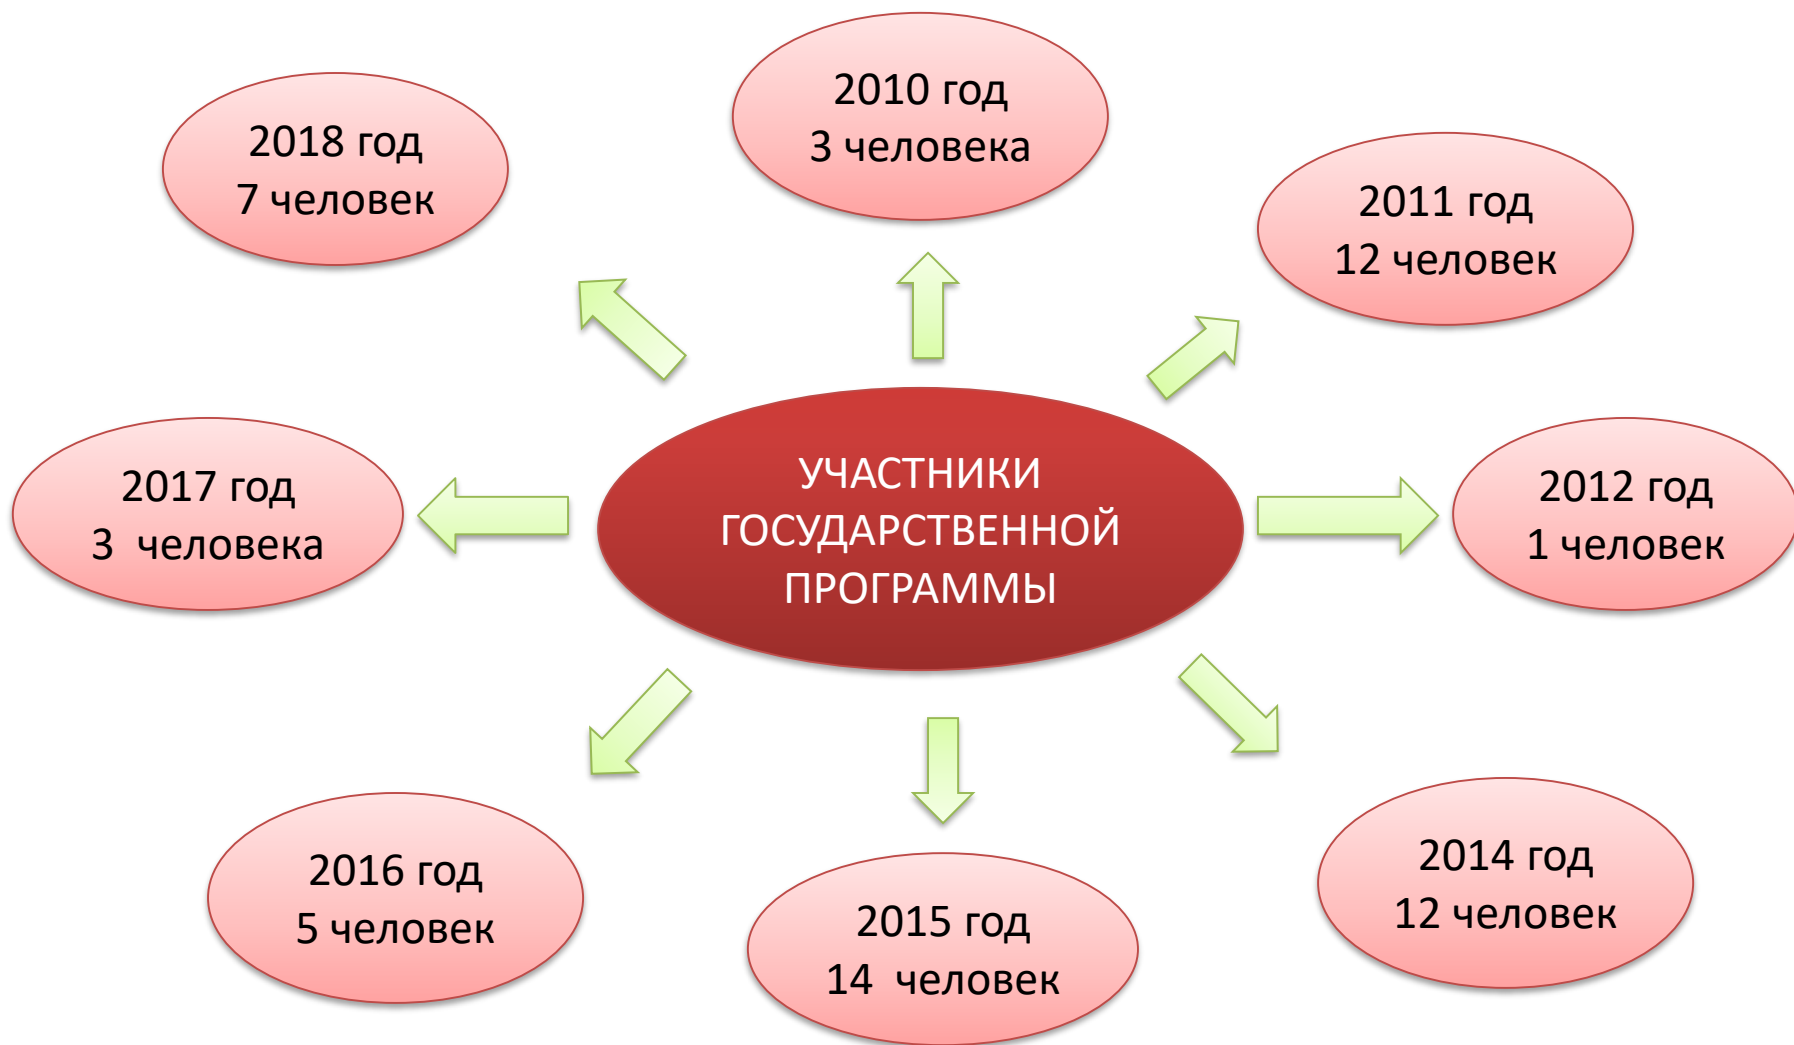 2010 год
3 человека
2011 год
12 человек
2012 год
1 человек
2014 год
12 человек
2015 год
14  человек
2016 год
5 человек
2017 год
3  человека
2018 год
7 человек
УЧАСТНИКИ
ГОСУДАРСТВЕННОЙ
ПРОГРАММЫ